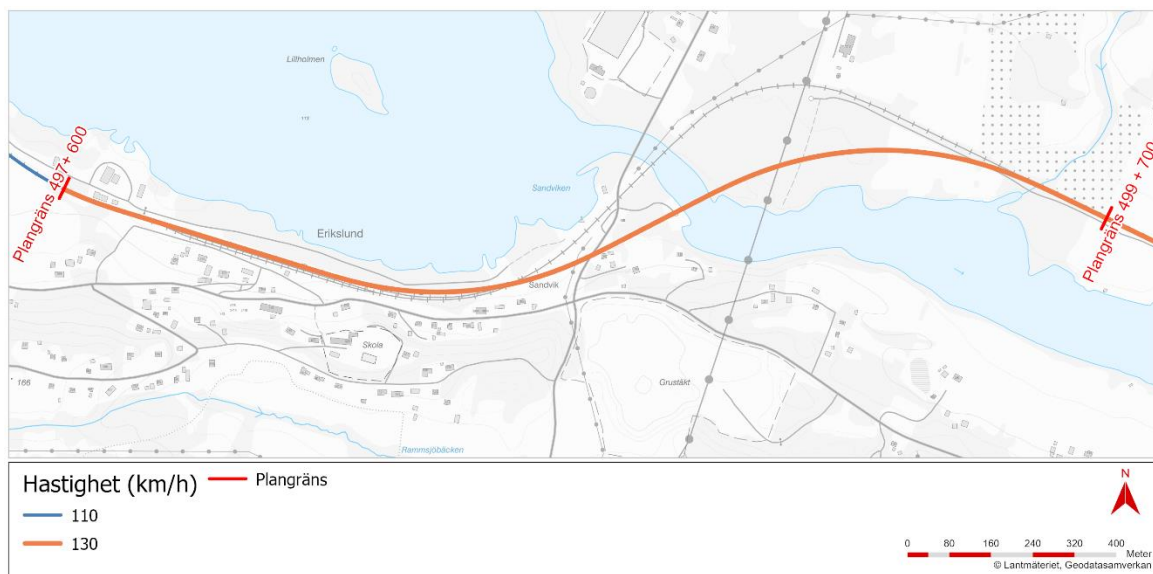 Lillholmen
Plangräns 497+ 600
Sandviken
Erikslund
Sandvik
Plangräns 499 + 700
Skola
166
Grustäkt
Rammsjöbäcken
Hastighet (km/h)
Plangräns
110
130
N
0 80 160 240 320 400
Meter
© Lantmäteriet, Geodatasamverkan